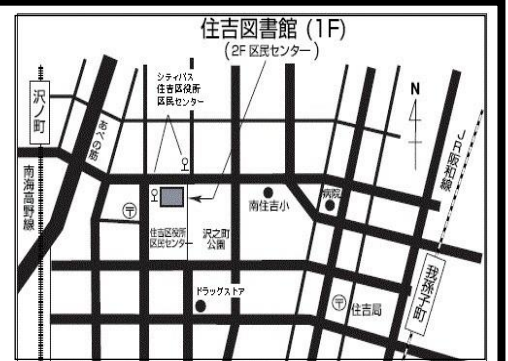 住吉図書館 (1F)
(2F 区民センター)
シティバス
住吉区役所
区民センター
N
沢ノ町
あべの筋
JR阪和線
南海高野線
〒
南住吉小
病院
住吉区役所
区民センター
沢之町
公園
我孫子町
ドラッグストア
〒
住吉局